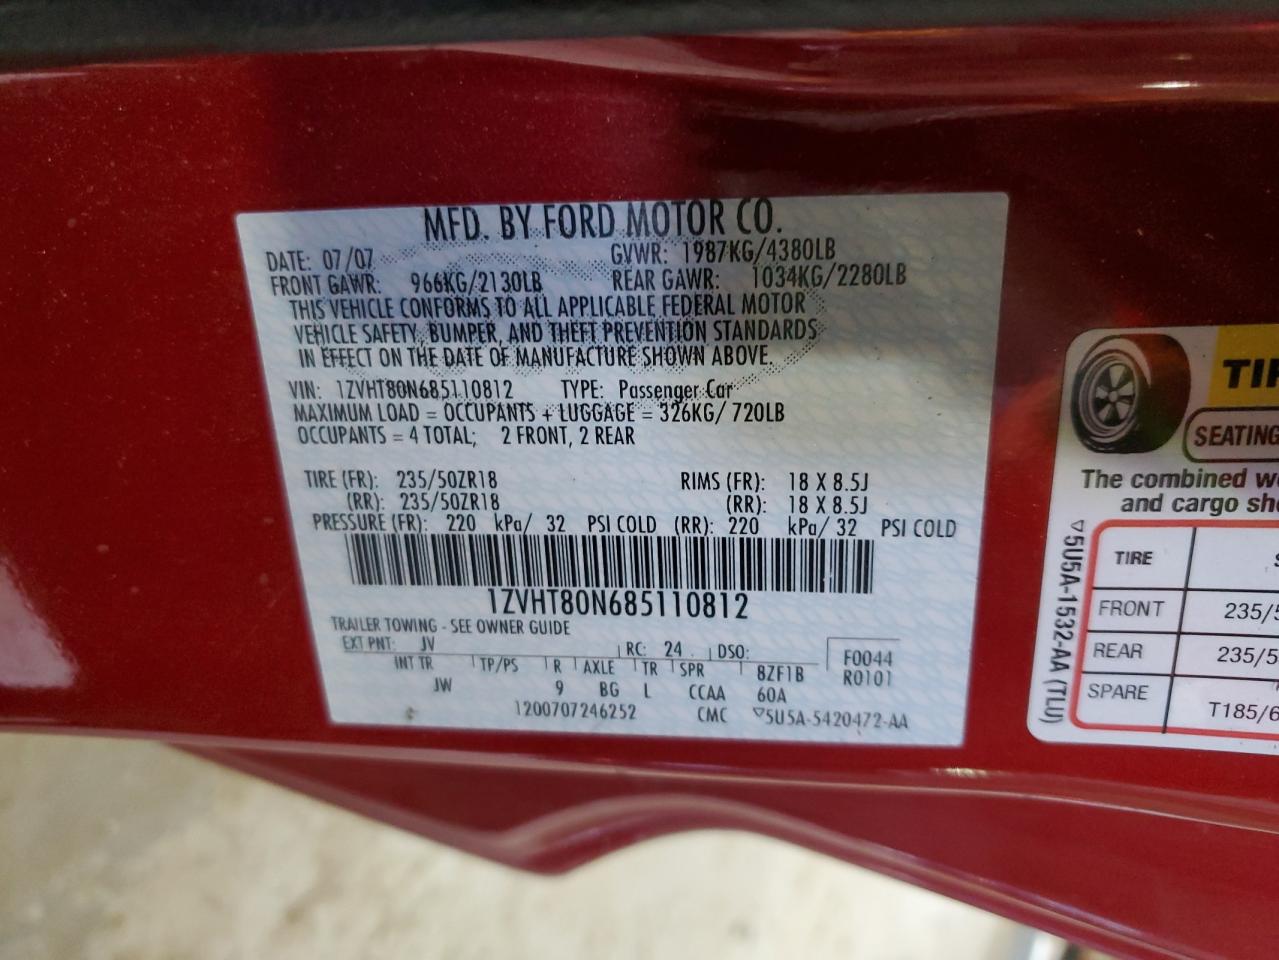 MFD. BY FORD MOTOR CO.
DATE: 07/07 GVWR: 1987KG/4380LB
FRONT GAWR: 966KG/2130LB REAR GAWR: 1034KG/2280LB
THIS VEHICLE CONFORMS TO ALL APPLICABLE FEDERAL MOTOR
VEHICLE SAFETY, BUMPER, AND THEFT PREVENTION STANDARDS
IN EFFECT ON THE DATE OF MANUFACTURE SHOWN ABOVE.
VIN: 1ZVHT80N685110812 TYPE: Passenger Car
MAXIMUM LOAD = OCCUPANTS + LUGGAGE = 326KG/ 720LB
OCCUPANTS = 4 TOTAL; 2 FRONT, 2 REAR
TIRE (FR): 235/50ZR18 RIMS (FR): 18 X 8.5J
(RR): 235/50ZR18 (RR): 18 X 8.5J
PRESSURE (FR): 220 kPa/ 32 PSI COLD (RR): 220 kPa/ 32 PSI COLD
1ZVHT80N685110812
TRAILER TOWING - SEE OWNER GUIDE
EXT PNT: JV RC: 24 DSO: F0044
INT TR TP/PS R AXLE TR SPR 8ZF1B R0101
JW 9 BG L CCAA 60A
1200707246252 CMC ▽5U5A-5420472-AA
TI
SEATING
The combined w
and cargo sh
▽5U5A-1532-AA (TLU)
TIRE S
FRONT 235/5
REAR 235/5
SPARE T185/6